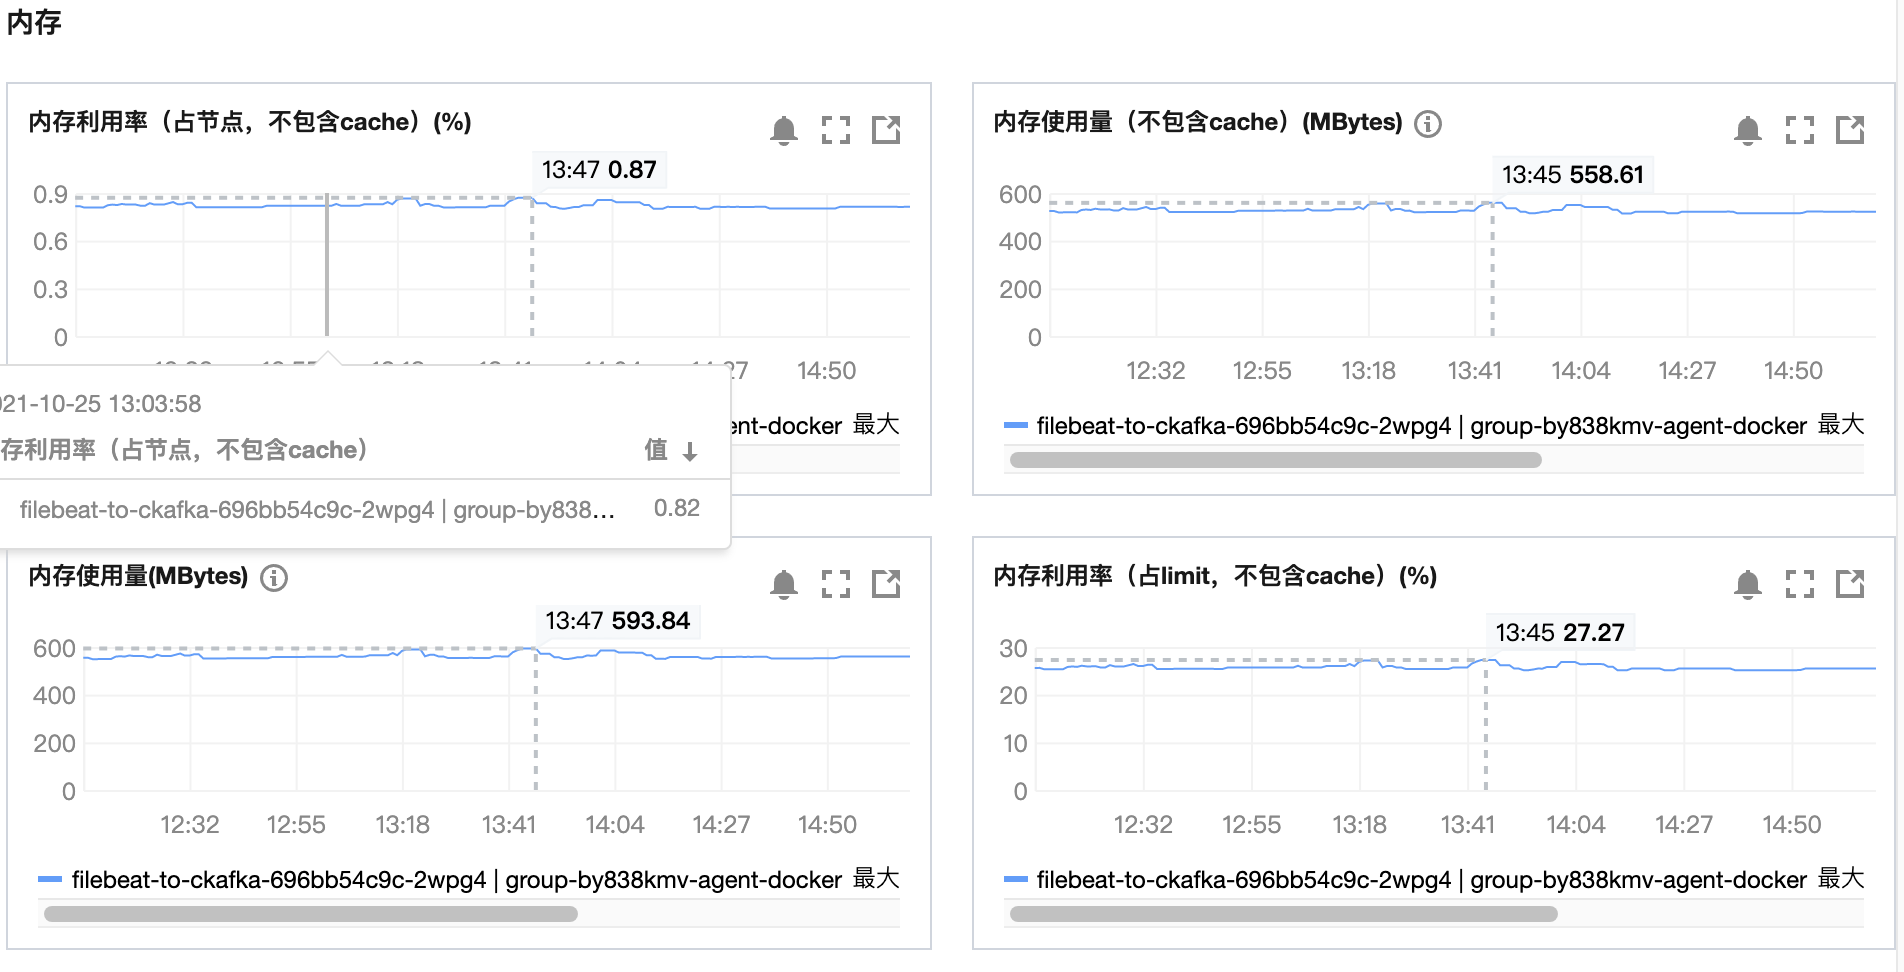 内存
内存利用率（占节点，不包含cache）(%)
13:47 0.87
0.9
0.6
0.3
0
14:50
021-10-25 13:03:58
存利用率（占节点，不包含cache）
值
filebeat-to-ckafka-696bb54c9c-2wpg4 | group-by838...
0.82
ent-docker 最大
内存使用量（不包含cache）(MBytes)
13:45 558.61
600
400
200
0
12:32 12:55 13:18 13:41 14:04 14:27 14:50
filebeat-to-ckafka-696bb54c9c-2wpg4 | group-by838kmv-agent-docker 最大
内存使用量(MBytes)
13:47 593.84
600
400
200
0
12:32 12:55 13:18 13:41 14:04 14:27 14:50
filebeat-to-ckafka-696bb54c9c-2wpg4 | group-by838kmv-agent-docker 最大
内存利用率（占limit，不包含cache）(%)
13:45 27.27
30
20
10
0
12:32 12:55 13:18 13:41 14:04 14:27 14:50
filebeat-to-ckafka-696bb54c9c-2wpg4 | group-by838kmv-agent-docker 最大